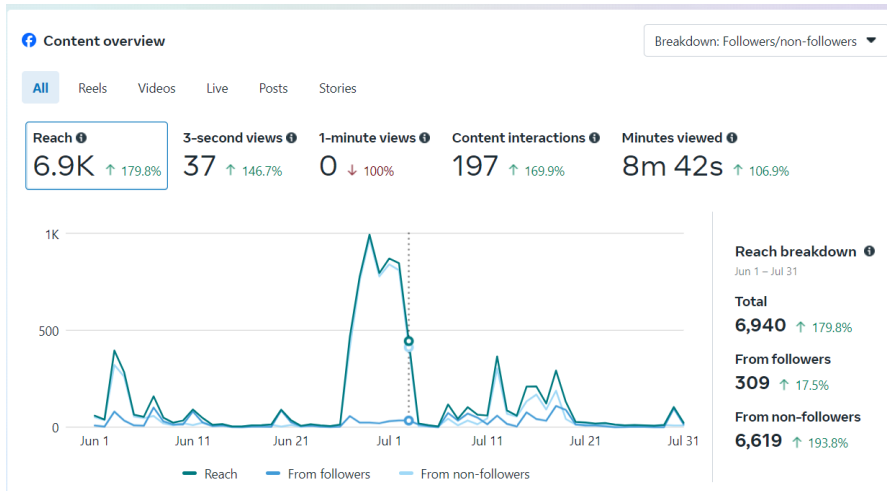 Content overview
Breakdown: Followers/non-followers
All Reels Videos Live Posts Stories
Reach 3-second views 1-minute views Content interactions Minutes viewed
6.9K ↑ 179.8% 37 ↑ 146.7% 0 ↓ 100% 197 ↑ 169.9% 8m 42s ↑ 106.9%
1K
500
0
Jun 1 Jun 11 Jun 21 Jul 1 Jul 11 Jul 21 Jul 31
Reach From followers From non-followers
Reach breakdown
Jun 1 – Jul 31
Total
6,940 ↑ 179.8%
From followers
309 ↑ 17.5%
From non-followers
6,619 ↑ 193.8%